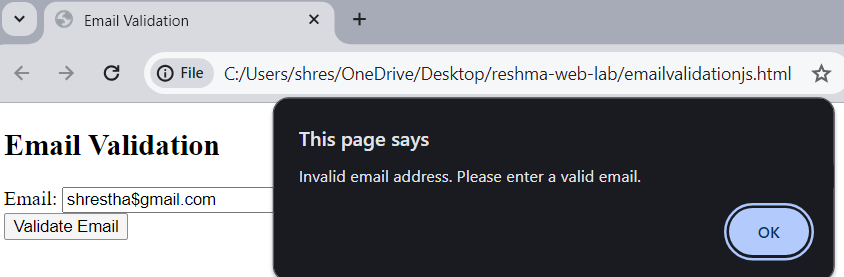 Email Validation
File
C:/Users/shres/OneDrive/Desktop/reshma-web-lab/emailvalidationjs.html
Email Validation
Email: shrestha$gmail.com
Validate Email
This page says
Invalid email address. Please enter a valid email.
OK